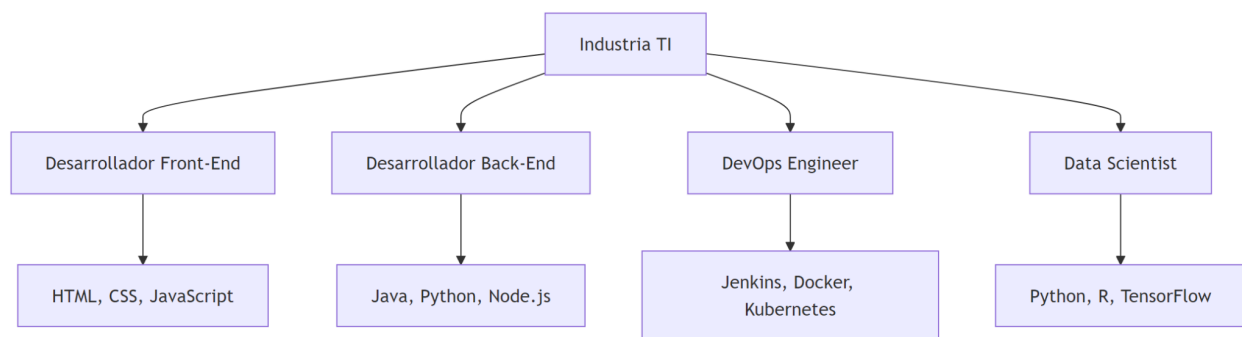 Industria TI
Desarrollador Front-End
Desarrollador Back-End
DevOps Engineer
Data Scientist
HTML, CSS, JavaScript
Java, Python, Node.js
Jenkins, Docker,
Kubernetes
Python, R, TensorFlow